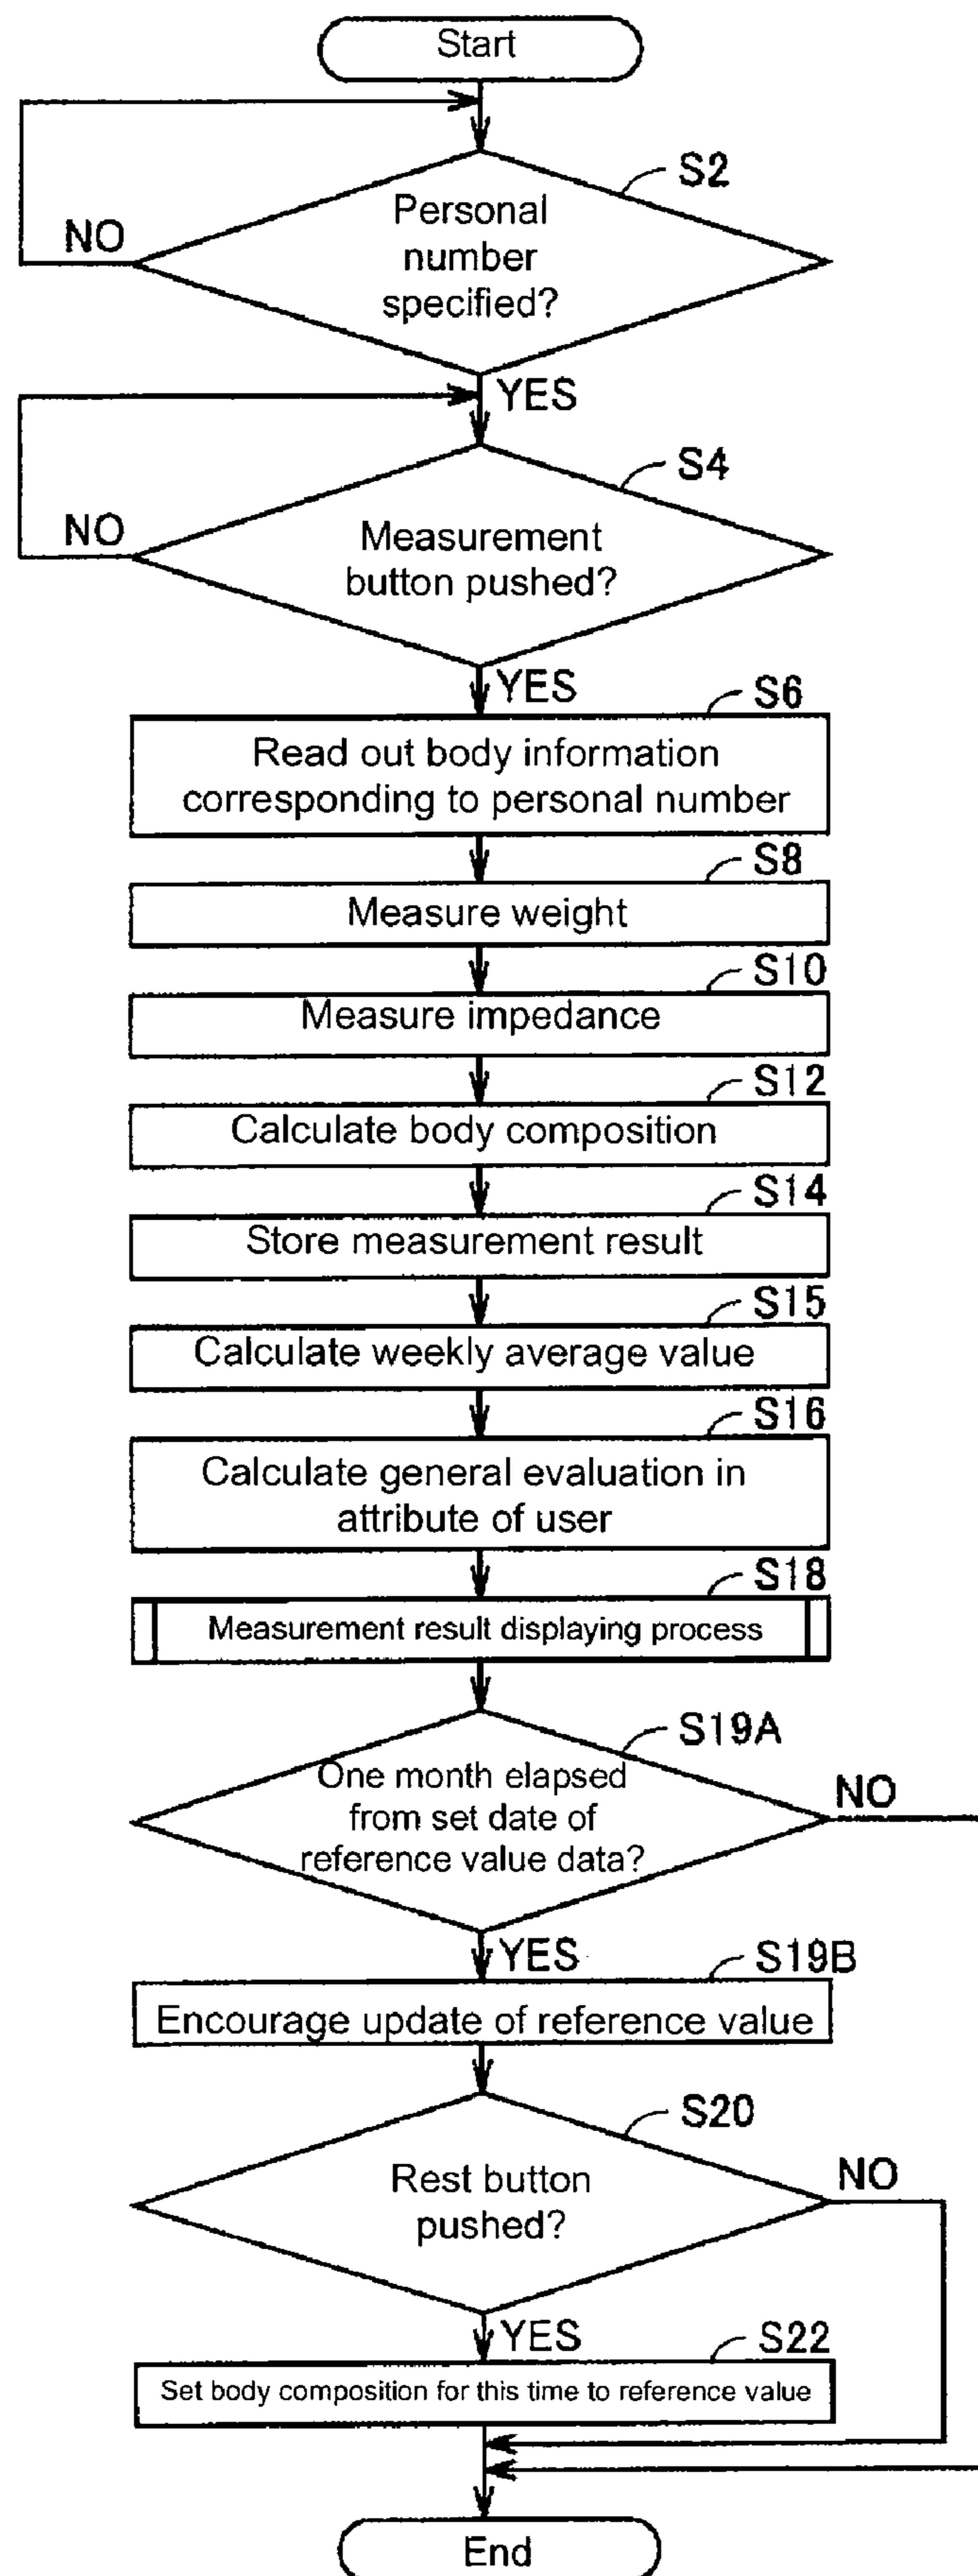 Start
S2
Personal
number
specified?
NO
YES
S4
Measurement
button pushed?
NO
YES
S6
Read out body information
corresponding to personal number
S8
Measure weight
S10
Measure impedance
S12
Calculate body composition
S14
Store measurement result
S15
Calculate weekly average value
S16
Calculate general evaluation in
attribute of user
S18
Measurement result displaying process
S19A
One month elapsed
from set date of
reference value data?
NO
YES
S19B
Encourage update of reference value
S20
Rest button
pushed?
NO
YES
S22
Set body composition for this time to reference value
End